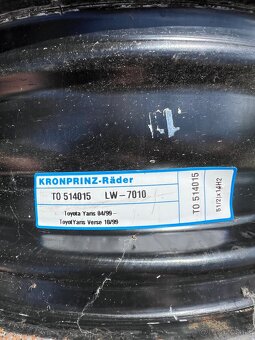 KRONPRINZ-Räder
TO 514015 LW-7010
Toyota Yaris 04/99 -
Toyota Yaris Verso 10/99
TO 514015